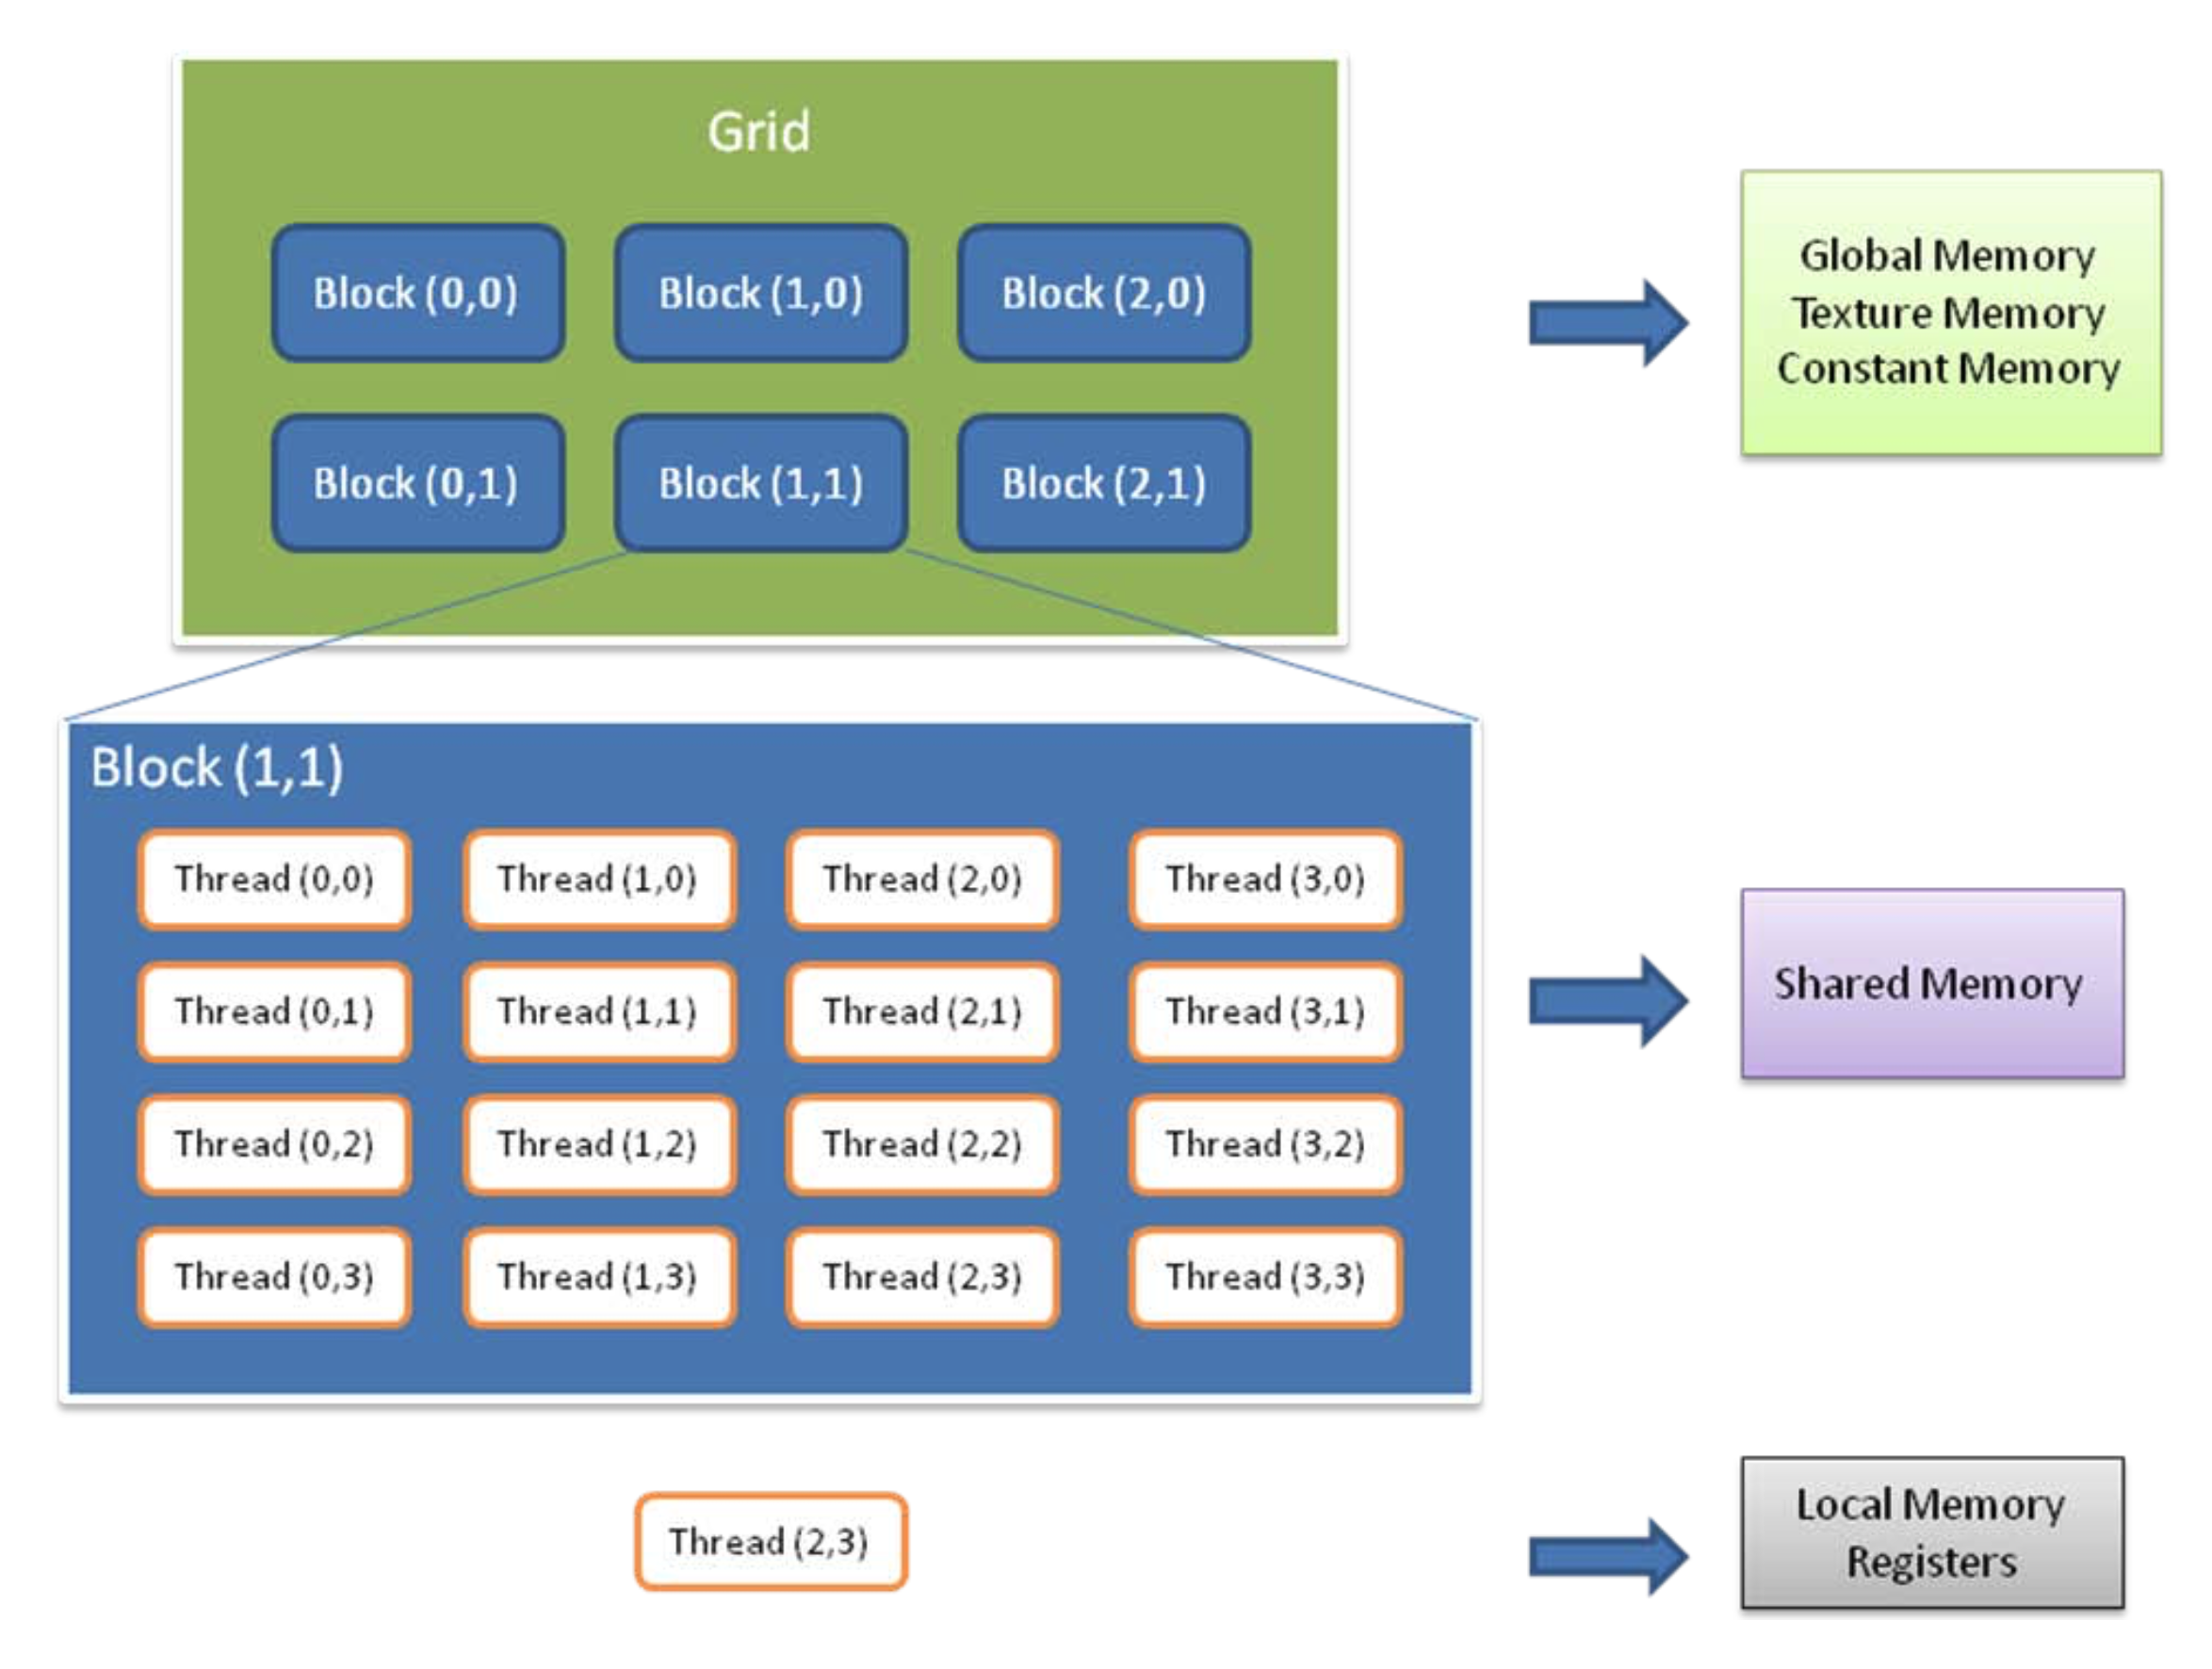 Grid
Block (0,0)
Block (1,0)
Block (2,0)
Block (0,1)
Block (1,1)
Block (2,1)
Global Memory
Texture Memory
Constant Memory
Block (1,1)
Thread (0,0)
Thread (1,0)
Thread (2,0)
Thread (3,0)
Thread (0,1)
Thread (1,1)
Thread (2,1)
Thread (3,1)
Thread (0,2)
Thread (1,2)
Thread (2,2)
Thread (3,2)
Thread (0,3)
Thread (1,3)
Thread (2,3)
Thread (3,3)
Shared Memory
Thread (2,3)
Local Memory
Registers